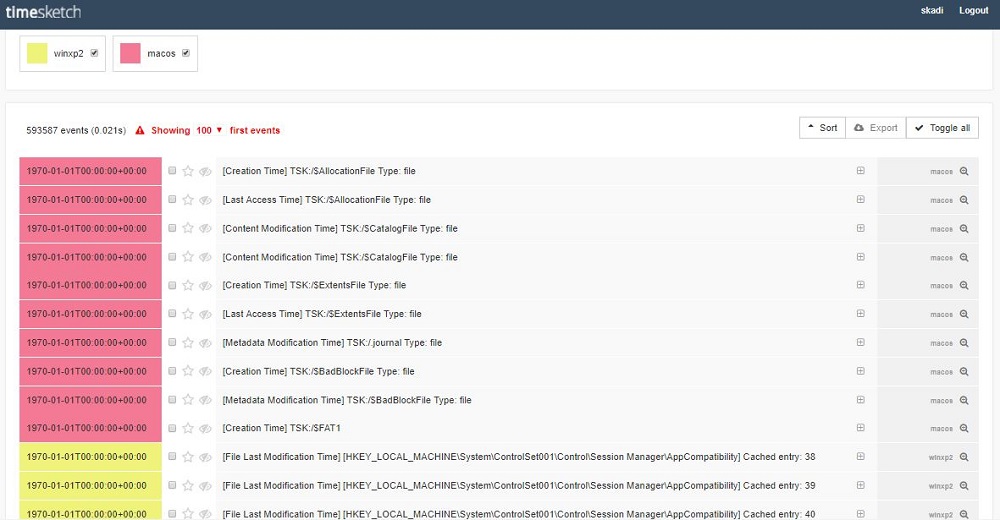 timesketch skadi Logout
winxp2 macos
593587 events (0.021s) Showing 100 first events Sort Export Toggle all
1970-01-01T00:00:00+00:00 [Creation Time] TSK:/$AllocationFile Type: file macos
1970-01-01T00:00:00+00:00 [Last Access Time] TSK:/$AllocationFile Type: file macos
1970-01-01T00:00:00+00:00 [Content Modification Time] TSK:/$CatalogFile Type: file macos
1970-01-01T00:00:00+00:00 [Content Modification Time] TSK:/$CatalogFile Type: file macos
1970-01-01T00:00:00+00:00 [Creation Time] TSK:/$ExtentsFile Type: file macos
1970-01-01T00:00:00+00:00 [Last Access Time] TSK:/$ExtentsFile Type: file macos
1970-01-01T00:00:00+00:00 [Metadata Modification Time] TSK:/.journal Type: file macos
1970-01-01T00:00:00+00:00 [Creation Time] TSK:/$BadBlockFile Type: file macos
1970-01-01T00:00:00+00:00 [Metadata Modification Time] TSK:/$BadBlockFile Type: file macos
1970-01-01T00:00:00+00:00 [Creation Time] TSK:/$FAT1 macos
1970-01-01T00:00:00+00:00 [File Last Modification Time] [HKEY_LOCAL_MACHINE\System\ControlSet001\Control\Session Manager\AppCompatibility] Cached entry: 38 winxp2
1970-01-01T00:00:00+00:00 [File Last Modification Time] [HKEY_LOCAL_MACHINE\System\ControlSet001\Control\Session Manager\AppCompatibility] Cached entry: 39 winxp2
1970-01-01T00:00:00+00:00 [File Last Modification Time] [HKEY_LOCAL_MACHINE\System\ControlSet001\Control\Session Manager\AppCompatibility] Cached entry: 40 winxp2